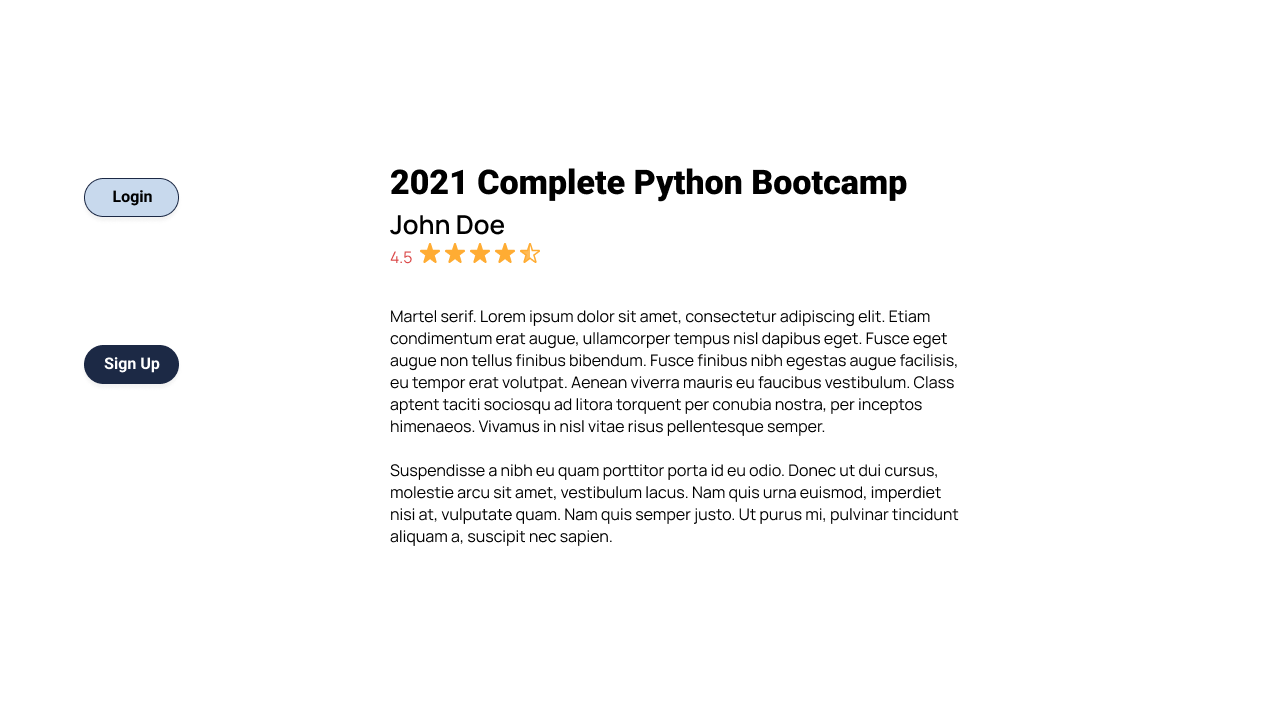 Login
Sign Up
2021 Complete Python Bootcamp
John Doe
4.5
Martel serif. Lorem ipsum dolor sit amet, consectetur adipiscing elit. Etiam
condimentum erat augue, ullamcorper tempus nisl dapibus eget. Fusce eget
augue non tellus finibus bibendum. Fusce finibus nibh egestas augue facilisis,
eu tempor erat volutpat. Aenean viverra mauris eu faucibus vestibulum. Class
aptent taciti sociosqu ad litora torquent per conubia nostra, per inceptos
himenaeos. Vivamus in nisl vitae risus pellentesque semper.
Suspendisse a nibh eu quam porttitor porta id eu odio. Donec ut dui cursus,
molestie arcu sit amet, vestibulum lacus. Nam quis urna euismod, imperdiet
nisi at, vulputate quam. Nam quis semper justo. Ut purus mi, pulvinar tincidunt
aliquam a, suscipit nec sapien.